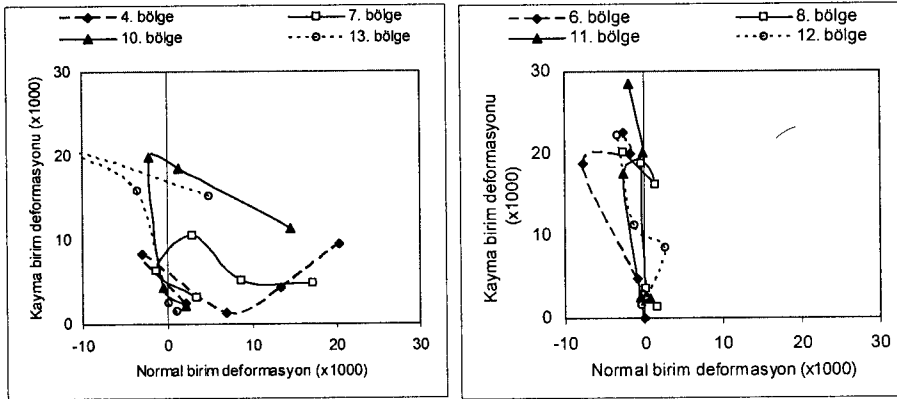 4. bölge 7. bölge
10. bölge 13. bölge
Kayma birim deformasyonu (x1000)
30
20
10
0
-10 0 10 20 30
Normal birim deformasyon (x1000)
6. bölge 8. bölge
11. bölge 12. bölge
Kayma birim deformasyonu
(x1000)
30
20
10
0
-10 0 10 20 30
Normal birim deformasyon (x1000)